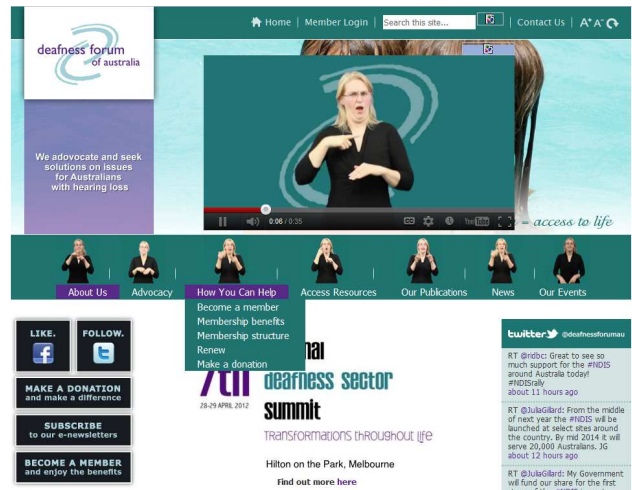 Home | Member Login | Search this site... | Contact Us | A+ A-
deafness forum
of australia
We adovocate and seek
solutions on issues
for Australians
with hearing loss
0:06 / 0:35 CC YouTube
= access to life
About Us Advocacy How You Can Help Access Resources Our Publications News Our Events
Become a member
Membership benefits
Membership structure
Renew
Make a donation
LIKE. FOLLOW.
MAKE A DONATION
and make a difference
SUBSCRIBE
to our e-newsletters
BECOME A MEMBER
and enjoy the benefits
7th
28-29 APRIL 2012
deafness sector
summit
Transformations throughout life
Hilton on the Park, Melbourne
Find out more here
twitter @deafnessforumau
RT @ridbc: Great to see so
much support for the #NDIS
around Australia today!
#NDISrally
about 11 hours ago
RT @JuliaGillard: From the middle
of next year the #NDIS will be
launched at select sites around
the country. By mid 2014 it will
serve 20,000 Australians. JG
about 12 hours ago
RT @JuliaGillard: My Government
will fund our share for the first